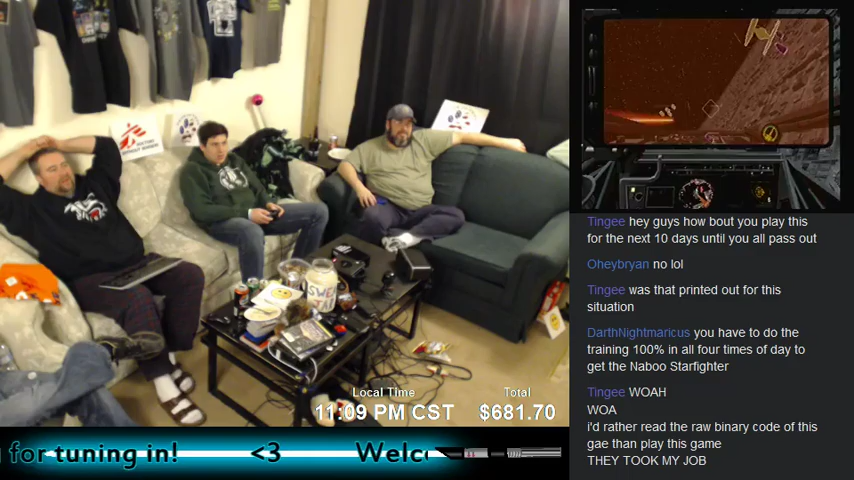 Tingee hey guys how bout you play this
for the next 10 days until you all pass out
Oheybryan no lol
Tingee was that printed out for this
situation
DarthNightmaricus you have to do the
training 100% in all four times of day to
get the Naboo Starfighter
Tingee WOAH
WOA
i'd rather read the raw binary code of this
gae than play this game
THEY TOOK MY JOB
Local Time
11:09 PM CST
Total
$681.70
for tuning in! <3 Welc